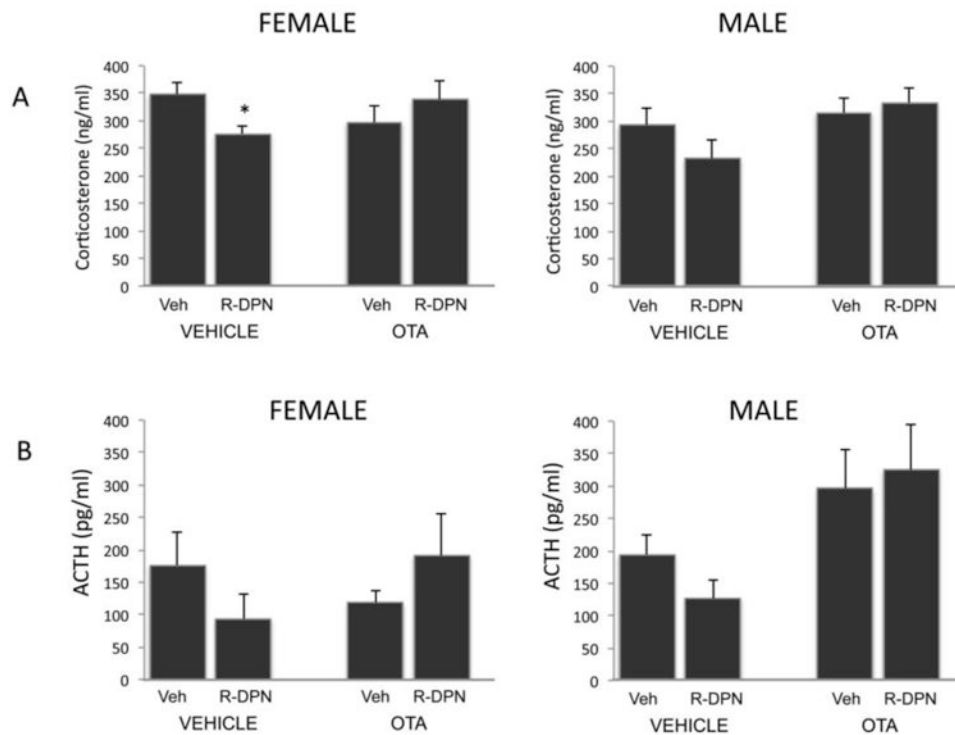 FEMALE
MALE
A
Corticosterone (ng/ml)
400
350
300
250
200
150
100
50
0
*
Veh R-DPN Veh R-DPN
VEHICLE OTA
Corticosterone (ng/ml)
400
350
300
250
200
150
100
50
0
Veh R-DPN Veh R-DPN
VEHICLE OTA
B
FEMALE
MALE
ACTH (pg/ml)
400
350
300
250
200
150
100
50
0
Veh R-DPN Veh R-DPN
VEHICLE OTA
ACTH (pg/ml)
400
350
300
250
200
150
100
50
0
Veh R-DPN Veh R-DPN
VEHICLE OTA